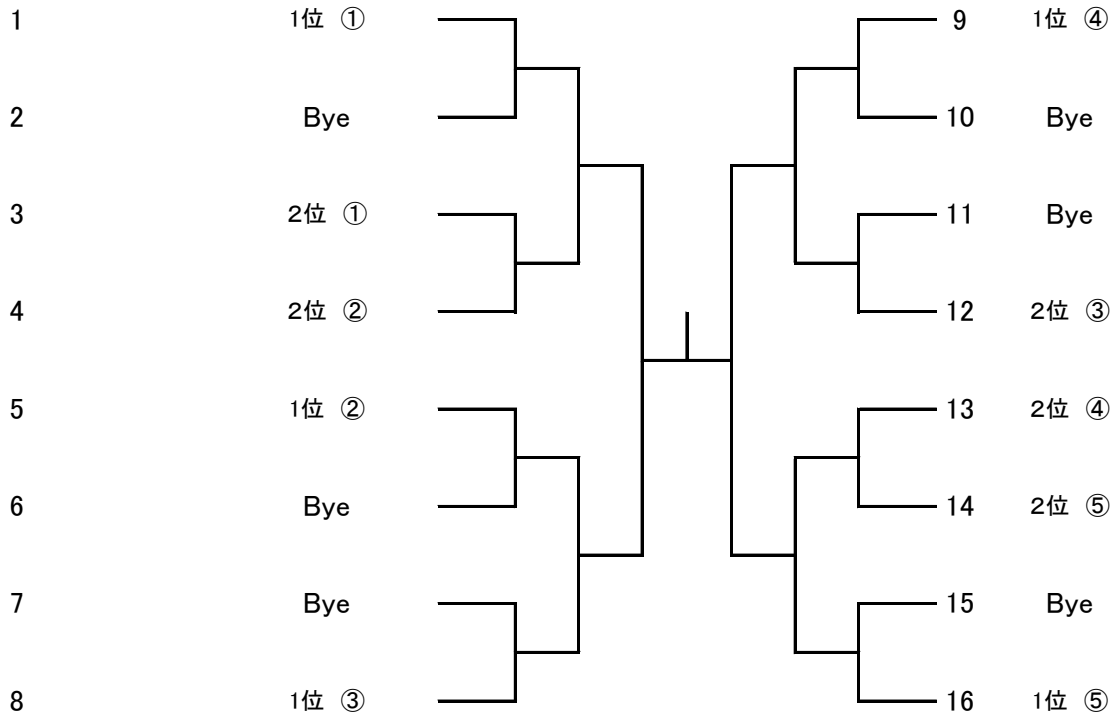 1 1位 ① 9 1位 ④
2 Bye 10 Bye
3 2位 ① 11 Bye
4 2位 ② 12 2位 ③
5 1位 ② 13 2位 ④
6 Bye 14 2位 ⑤
7 Bye 15 Bye
8 1位 ③ 16 1位 ⑤